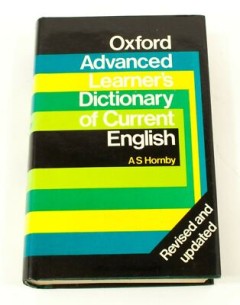 Oxford
Advanced
Learner's
Dictionary
of Current
English
A S Hornby
Revised and
updated